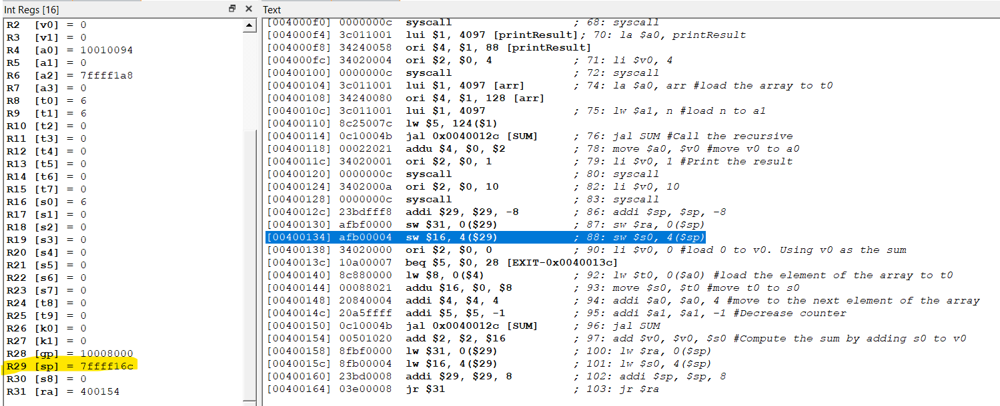 Int Regs [16]
R2 [v0] = 0
R3 [v1] = 0
R4 [a0] = 10010094
R5 [a1] = 0
R6 [a2] = 7ffff1a8
R7 [a3] = 0
R8 [t0] = 6
R9 [t1] = 6
R10 [t2] = 0
R11 [t3] = 0
R12 [t4] = 0
R13 [t5] = 0
R14 [t6] = 0
R15 [t7] = 0
R16 [s0] = 6
R17 [s1] = 0
R18 [s2] = 0
R19 [s3] = 0
R20 [s4] = 0
R21 [s5] = 0
R22 [s6] = 0
R23 [s7] = 0
R24 [t8] = 0
R25 [t9] = 0
R26 [k0] = 0
R27 [k1] = 0
R28 [gp] = 10008000
R29 [sp] = 7ffff16c
R30 [s8] = 0
R31 [ra] = 400154
Text
[004000f0] 0000000c syscall ; 68: syscall
[004000f4] 3c011001 lui $1, 4097 [printResult]; 70: la $a0, printResult
[004000f8] 34240058 ori $4, $1, 88 [printResult]
[004000fc] 34020004 ori $2, $0, 4 ; 71: li $v0, 4
[00400100] 0000000c syscall ; 72: syscall
[00400104] 3c011001 lui $1, 4097 [arr] ; 74: la $a0, arr #load the array to t0
[00400108] 34240080 ori $4, $1, 128 [arr]
[0040010c] 3c011001 lui $1, 4097 ; 75: lw $a1, n #load n to a1
[00400110] 8c25007c lw $5, 124($1)
[00400114] 0c10004b jal 0x0040012c [SUM] ; 76: jal SUM #Call the recursive
[00400118] 00022021 addu $4, $0, $2 ; 78: move $a0, $v0 #move v0 to a0
[0040011c] 34020001 ori $2, $0, 1 ; 79: li $v0, 1 #Print the result
[00400120] 0000000c syscall ; 80: syscall
[00400124] 3402000a ori $2, $0, 10 ; 82: li $v0, 10
[00400128] 0000000c syscall ; 83: syscall
[0040012c] 23bdfff8 addi $29, $29, -8 ; 86: addi $sp, $sp, -8
[00400130] afbf0000 sw $31, 0($29) ; 87: sw $ra, 0($sp)
[00400134] afb00004 sw $16, 4($29) ; 88: sw $s0, 4($sp)
[00400138] 34020000 ori $2, $0, 0 ; 90: li $v0, 0 #load 0 to v0. Using v0 as the sum
[0040013c] 10a00007 beq $5, $0, 28 [EXIT-0x0040013c]
[00400140] 8c880000 lw $8, 0($4) ; 92: lw $t0, 0($a0) #load the element of the array to t0
[00400144] 00088021 addu $16, $0, $8 ; 93: move $s0, $t0 #move t0 to s0
[00400148] 20840004 addi $4, $4, 4 ; 94: addi $a0, $a0, 4 #move to the next element of the array
[0040014c] 20a5ffff addi $5, $5, -1 ; 95: addi $a1, $a1, -1 #Decrease counter
[00400150] 0c10004b jal 0x0040012c [SUM] ; 96: jal SUM
[00400154] 00501020 add $2, $2, $16 ; 97: add $v0, $v0, $s0 #Compute the sum by adding s0 to v0
[00400158] 8fbf0000 lw $31, 0($29) ; 100: lw $ra, 0($sp)
[0040015c] 8fb00004 lw $16, 4($29) ; 101: lw $s0, 4($sp)
[00400160] 23bd0008 addi $29, $29, 8 ; 102: addi $sp, $sp, 8
[00400164] 03e00008 jr $31 ; 103: jr $ra